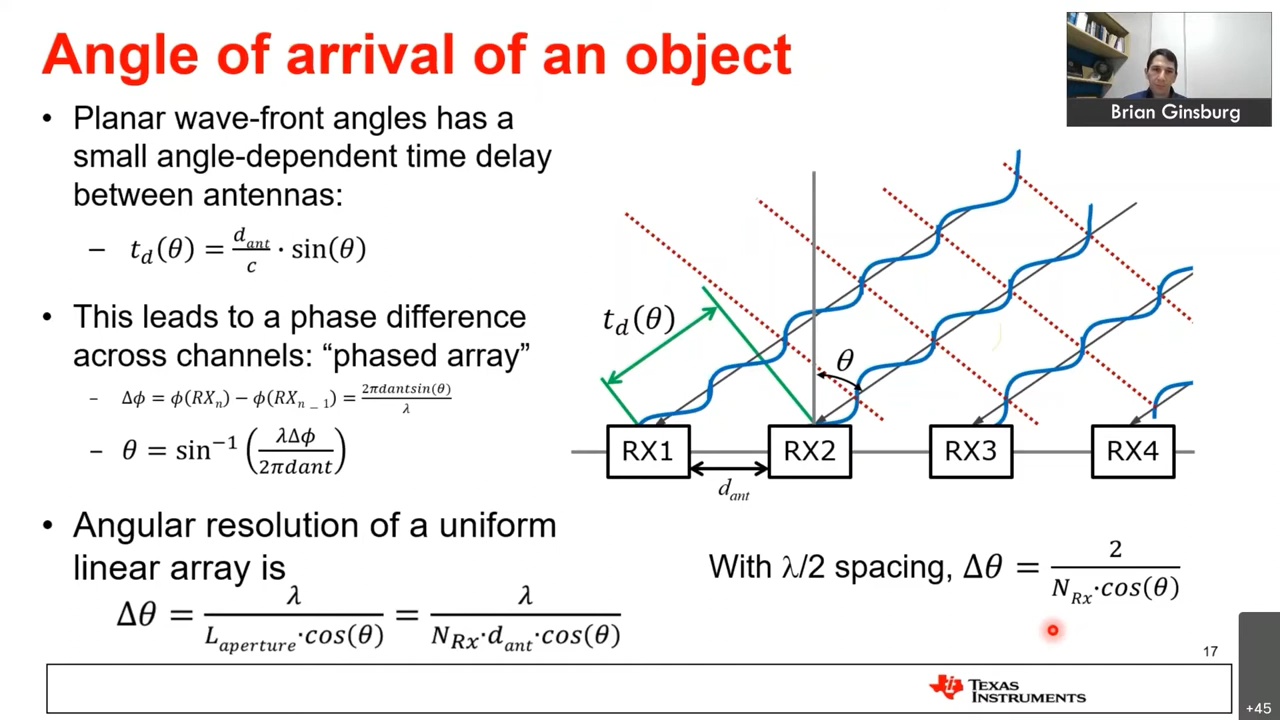 Angle of arrival of an object
• Planar wave-front angles has a
small angle-dependent time delay
between antennas:
– t_d(θ) = d_ant/c · sin(θ)
• This leads to a phase difference
across channels: “phased array”
– Δϕ = ϕ(RX_n) − ϕ(RX_n − 1) = 2πdantsin(θ)/λ
– θ = sin⁻¹(λΔϕ/2πdant)
• Angular resolution of a uniform
linear array is
Δθ = λ/L_aperture·cos(θ) = λ/N_Rx·d_ant·cos(θ)
Brian Ginsburg
t_d(θ)
θ
RX1 RX2 RX3 RX4
d_ant
With λ/2 spacing, Δθ = 2/N_Rx·cos(θ)
17
TEXAS
INSTRUMENTS
+45